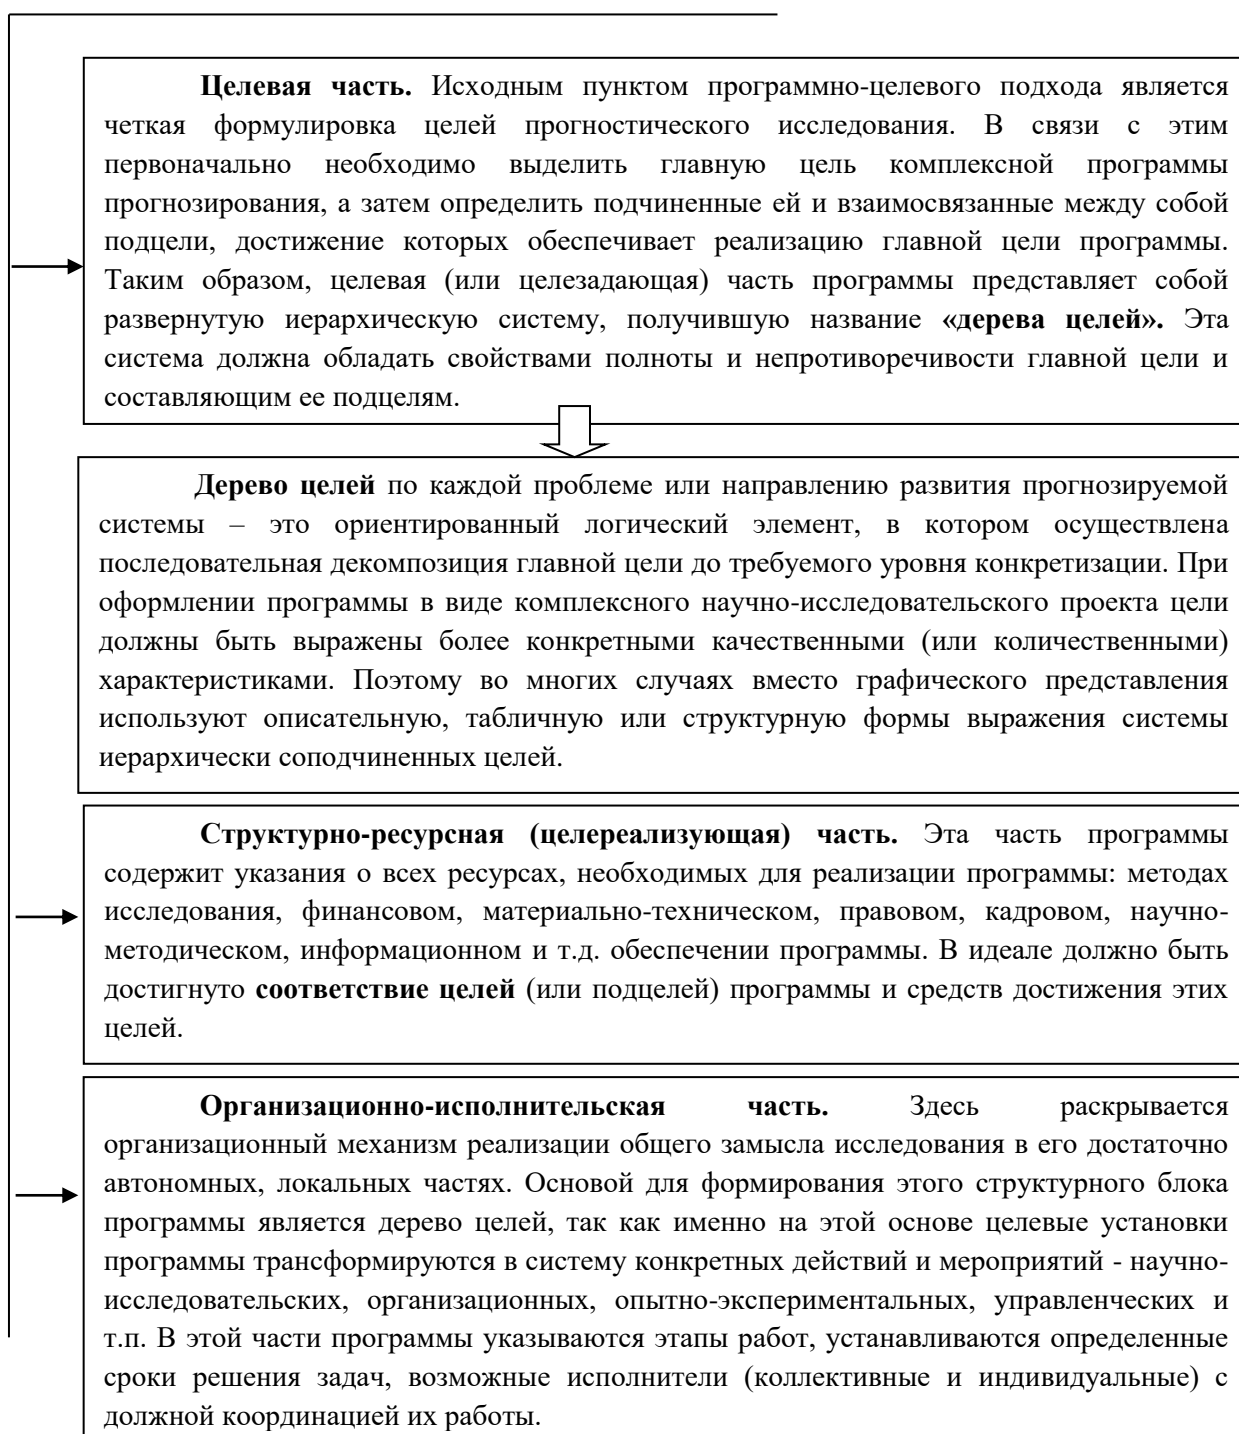 Целевая часть. Исходным пунктом программно-целевого подхода является
четкая формулировка целей прогностического исследования. В связи с этим
первоначально необходимо выделить главную цель комплексной программы
прогнозирования, а затем определить подчиненные ей и взаимосвязанные между собой
подцели, достижение которых обеспечивает реализацию главной цели программы.
Таким образом, целевая (или целезадающая) часть программы представляет собой
развернутую иерархическую систему, получившую название «дерева целей». Эта
система должна обладать свойствами полноты и непротиворечивости главной цели и
составляющим ее подцелям.
Дерево целей по каждой проблеме или направлению развития прогнозируемой
системы – это ориентированный логический элемент, в котором осуществлена
последовательная декомпозиция главной цели до требуемого уровня конкретизации. При
оформлении программы в виде комплексного научно-исследовательского проекта цели
должны быть выражены более конкретными качественными (или количественными)
характеристиками. Поэтому во многих случаях вместо графического представления
используют описательную, табличную или структурную формы выражения системы
иерархически соподчиненных целей.
Структурно-ресурсная (целереализующая) часть. Эта часть программы
содержит указания о всех ресурсах, необходимых для реализации программы: методах
исследования, финансовом, материально-техническом, правовом, кадровом, научно-
методическом, информационном и т.д. обеспечении программы. В идеале должно быть
достигнуто соответствие целей (или подцелей) программы и средств достижения этих
целей.
Организационно-исполнительская часть. Здесь раскрывается
организационный механизм реализации общего замысла исследования в его достаточно
автономных, локальных частях. Основой для формирования этого структурного блока
программы является дерево целей, так как именно на этой основе целевые установки
программы трансформируются в систему конкретных действий и мероприятий - научно-
исследовательских, организационных, опытно-экспериментальных, управленческих и
т.п. В этой части программы указываются этапы работ, устанавливаются определенные
сроки решения задач, возможные исполнители (коллективные и индивидуальные) с
должной координацией их работы.